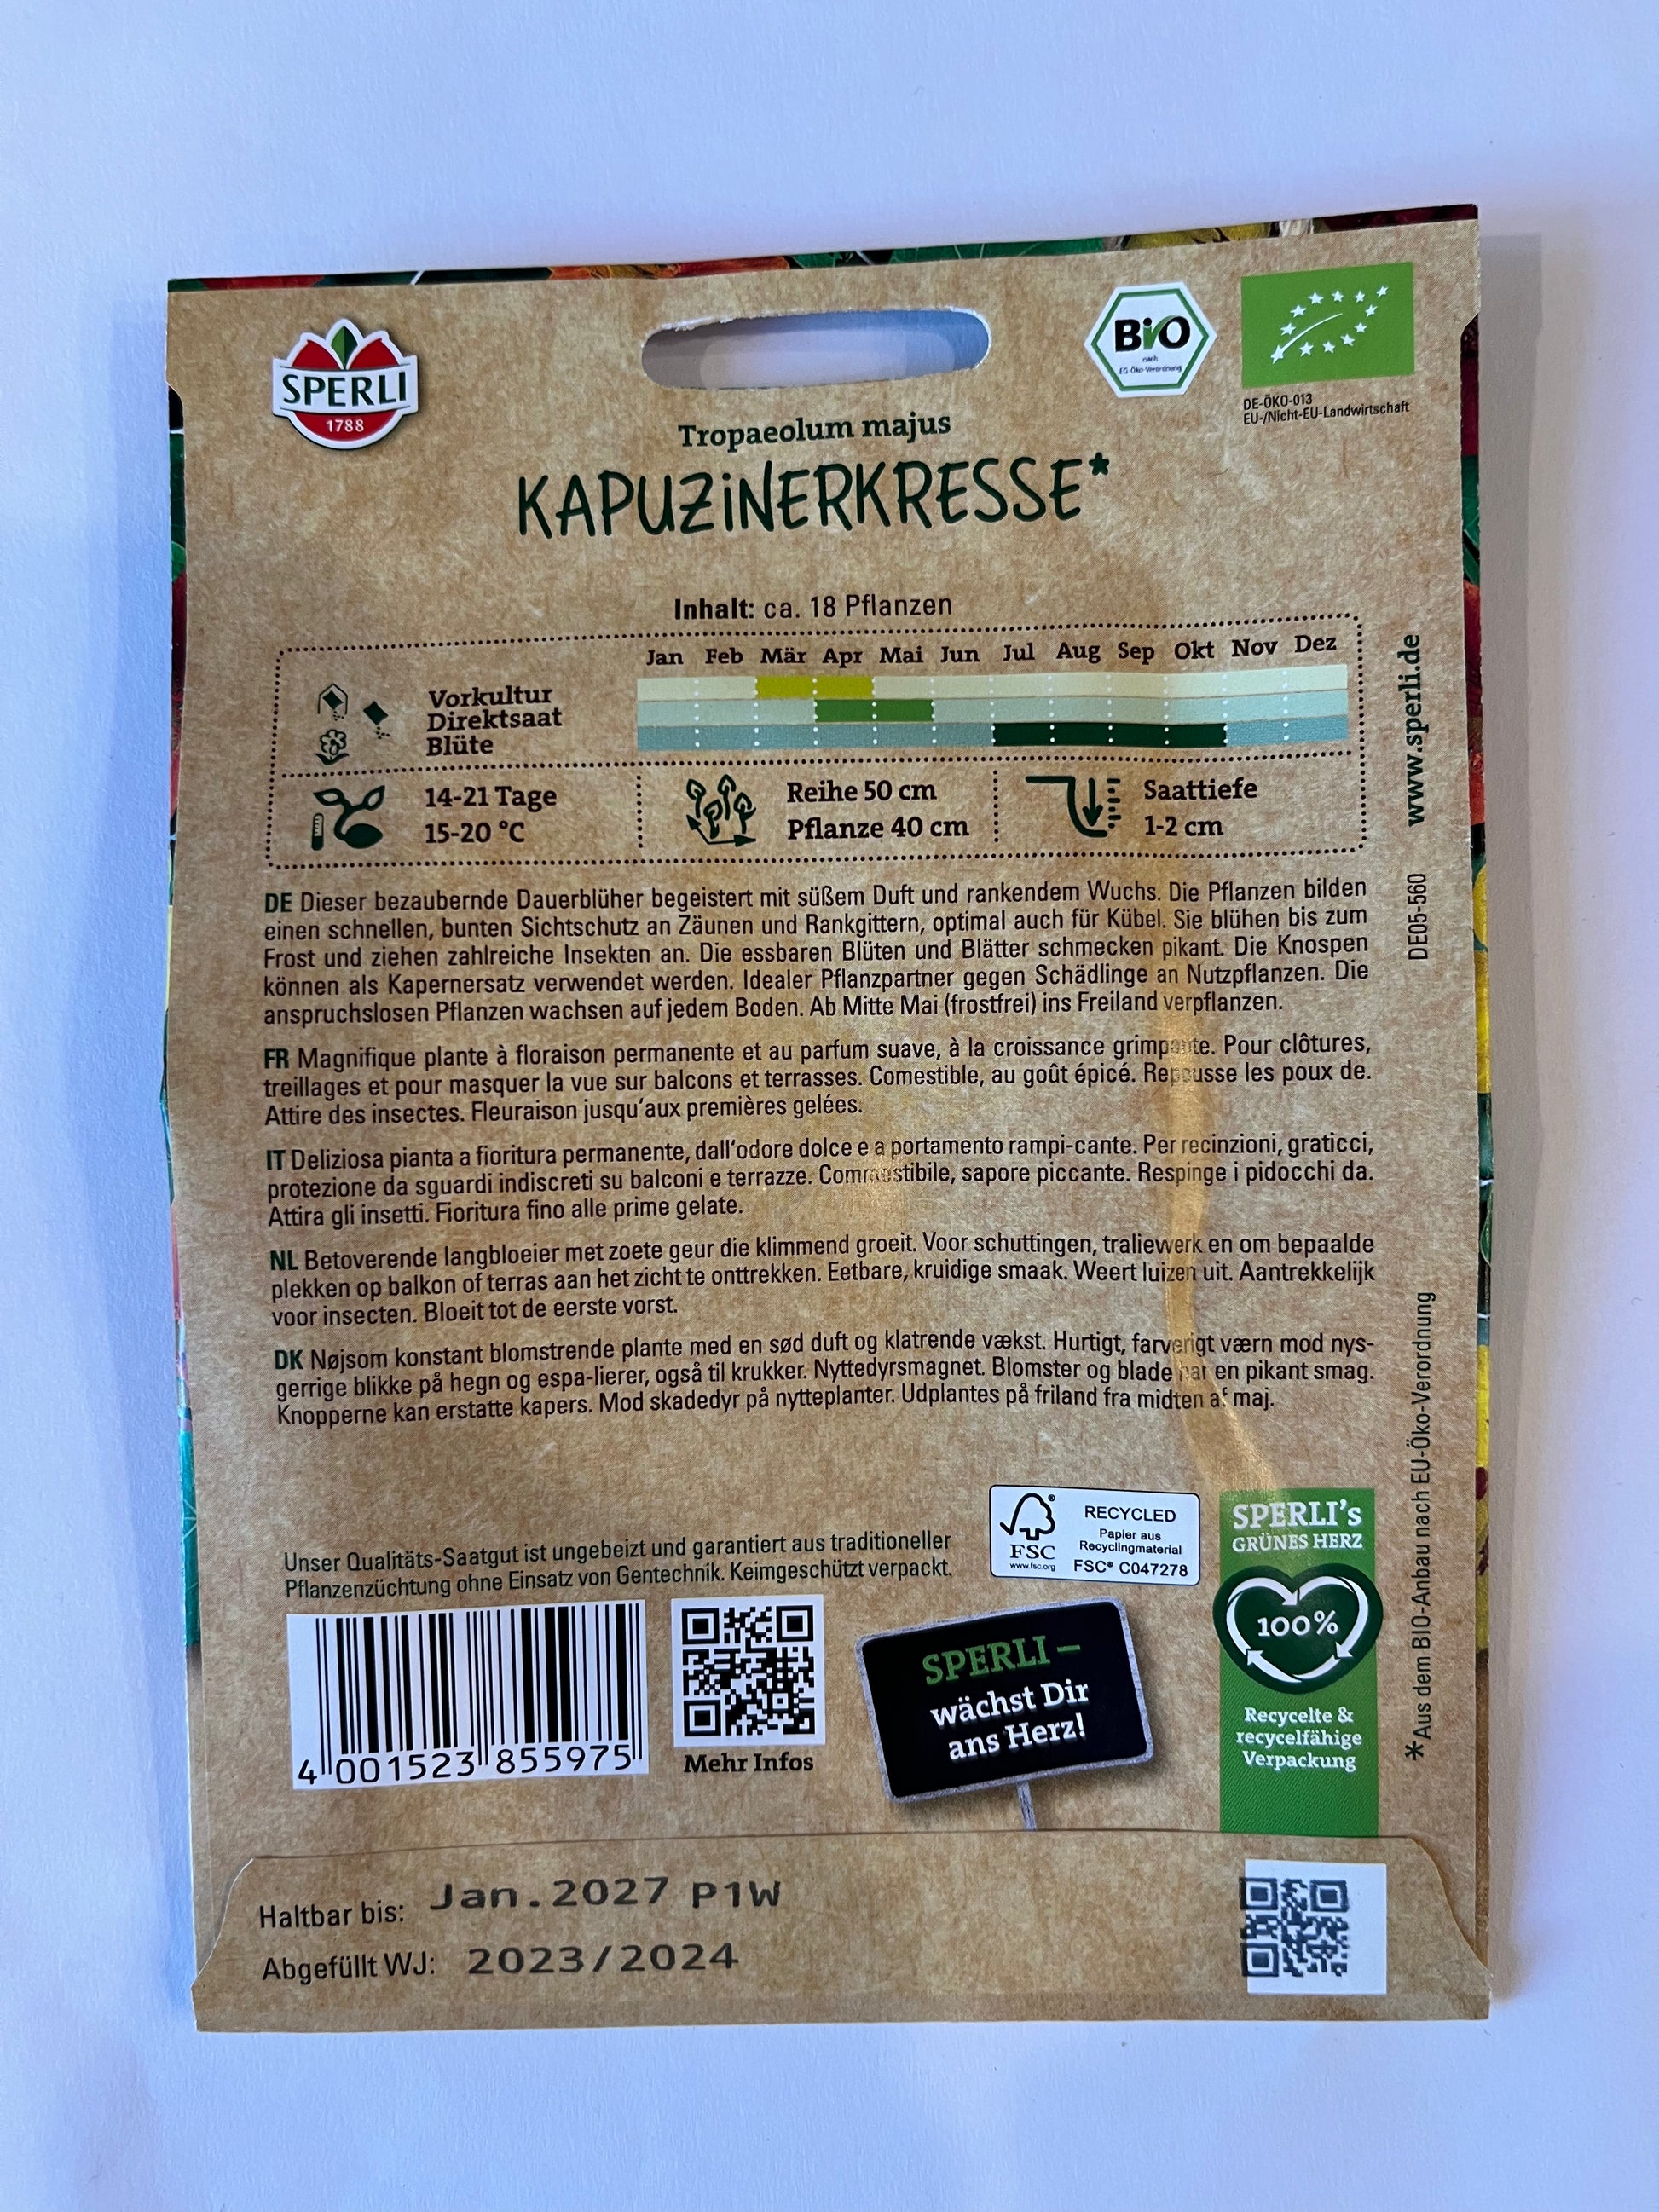 SPERLI
1788
BiO
nach
EG-Öko-Verordnung
DE-ÖKO-013
EU-/Nicht-EU-Landwirtschaft
Tropaeolum majus
KAPUZiNERKRESSE*
Inhalt: ca. 18 Pflanzen
Jan Feb Mär Apr Mai Jun Jul Aug Sep Okt Nov Dez
Vorkultur
Direktsaat
Blüte
14-21 Tage
15-20 °C
Reihe 50 cm
Pflanze 40 cm
Saattiefe
1-2 cm
www.sperli.de
DE05-560
DE Dieser bezaubernde Dauerblüher begeistert mit süßem Duft und rankendem Wuchs. Die Pflanzen bilden
einen schnellen, bunten Sichtschutz an Zäunen und Rankgittern, optimal auch für Kübel. Sie blühen bis zum
Frost und ziehen zahlreiche Insekten an. Die essbaren Blüten und Blätter schmecken pikant. Die Knospen
können als Kapernersatz verwendet werden. Idealer Pflanzpartner gegen Schädlinge an Nutzpflanzen. Die
anspruchslosen Pflanzen wachsen auf jedem Boden. Ab Mitte Mai (frostfrei) ins Freiland verpflanzen.
FR Magnifique plante à floraison permanente et au parfum suave, à la croissance grimpante. Pour clôtures,
treillages et pour masquer la vue sur balcons et terrasses. Comestible, au goût épicé. Repousse les poux de.
Attire des insectes. Fleuraison jusqu'aux premières gelées.
IT Deliziosa pianta a fioritura permanente, dall'odore dolce e a portamento rampi-cante. Per recinzioni, graticci,
protezione da sguardi indiscreti su balconi e terrazze. Commestibile, sapore piccante. Respinge i pidocchi da.
Attira gli insetti. Fioritura fino alle prime gelate.
NL Betoverende langbloeier met zoete geur die klimmend groeit. Voor schuttingen, traliewerk en om bepaalde
plekken op balkon of terras aan het zicht te onttrekken. Eetbare, kruidige smaak. Weert luizen uit. Aantrekkelijk
voor insecten. Bloeit tot de eerste vorst.
DK Nøjsom konstant blomstrende plante med en sød duft og klatrende vækst. Hurtigt, farverigt værn mod nys-
gerrige blikke på hegn og espa-lierer, også til krukker. Nyttedyrsmagnet. Blomster og blade har en pikant smag.
Knopperne kan erstatte kapers. Mod skadedyr på nytteplanter. Udplantes på friland fra midten af maj.
*Aus dem BIO-Anbau nach EU-Öko-Verordnung
Unser Qualitäts-Saatgut ist ungebeizt und garantiert aus traditioneller
Pflanzenzüchtung ohne Einsatz von Gentechnik. Keimgeschützt verpackt.
FSC
www.fsc.org
RECYCLED
Papier aus
Recyclingmaterial
FSC® C047278
SPERLI's
GRÜNES HERZ
100%
Recycelte &
recycelfähige
Verpackung
4 001523 855975
Mehr Infos
SPERLI –
wächst Dir
ans Herz!
Haltbar bis: Jan.2027 P1W
Abgefüllt WJ: 2023/2024